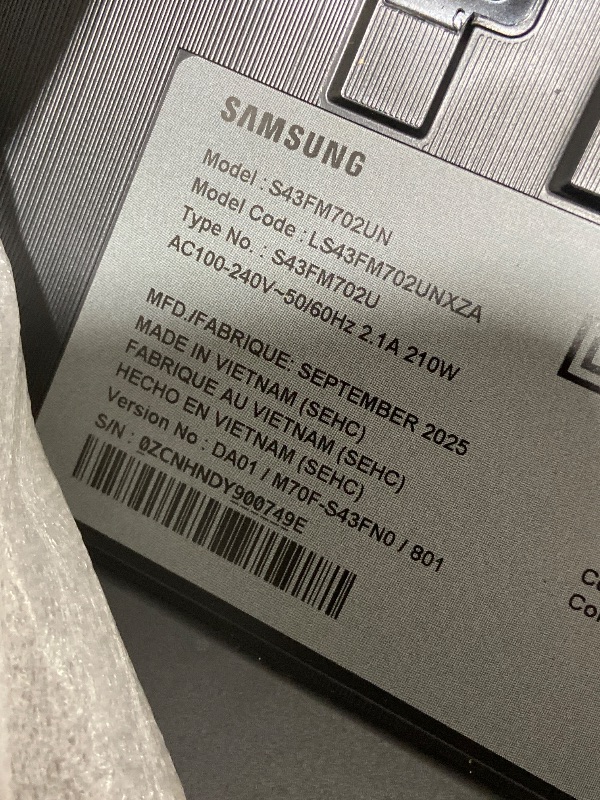 SAMSUNG
Model : S43FM702UN
Model Code : LS43FM702UNXZA
Type No. : S43FM702U
AC100-240V~50/60Hz 2.1A 210W
MFD./FABRIQUE: SEPTEMBER 2025
MADE IN VIETNAM (SEHC)
FABRIQUE AU VIETNAM (SEHC)
HECHO EN VIETNAM (SEHC)
Version No : DA01 / M70F-S43FN0 / 801
S/N : 0ZCNHNDY900749E